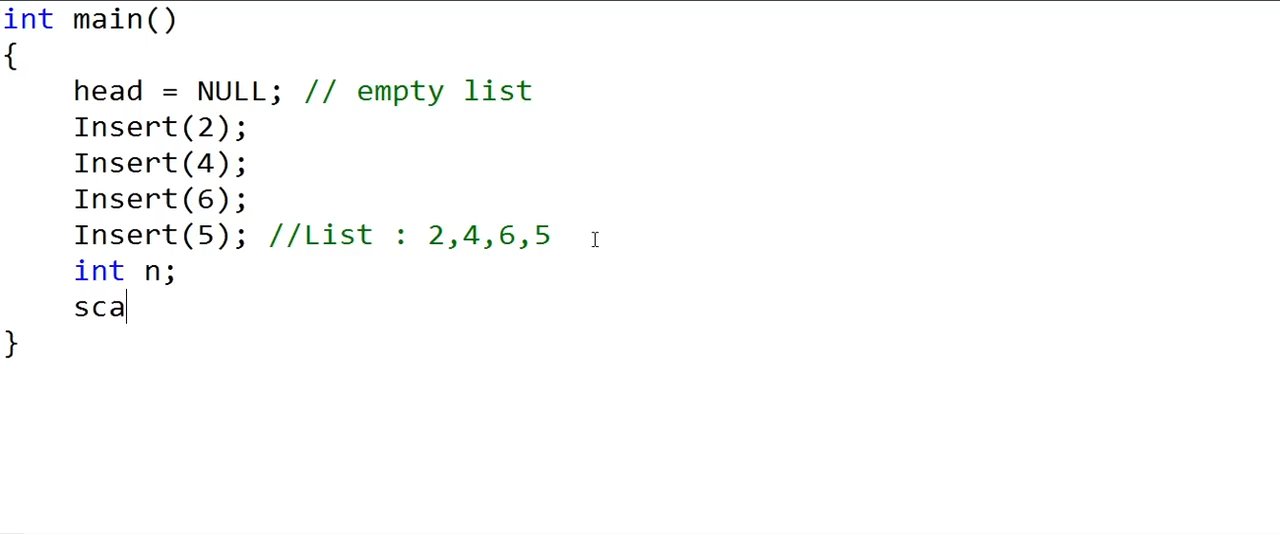 int main()
{
head = NULL; // empty list
Insert(2);
Insert(4);
Insert(6);
Insert(5); //List : 2,4,6,5
int n;
sca
}